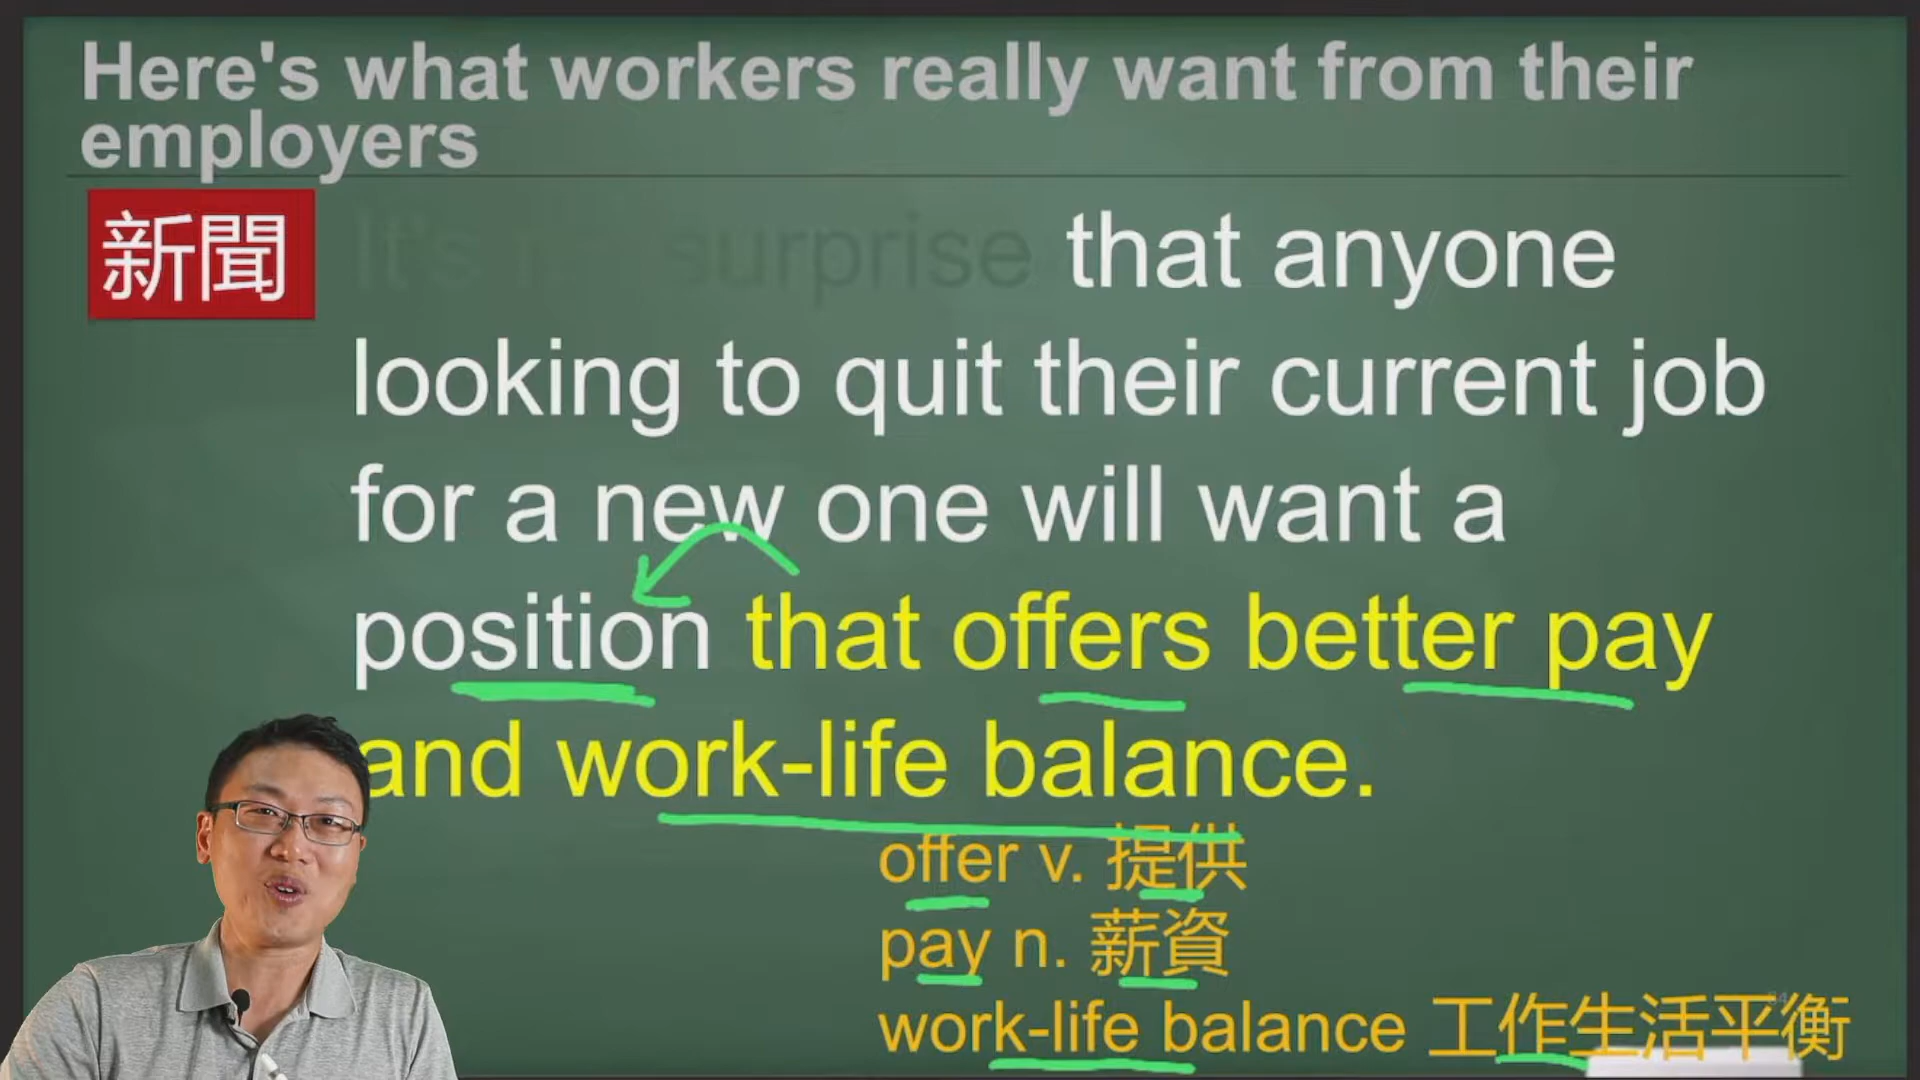 Here's what workers really want from their
employers
新聞
It's surprise that anyone
looking to quit their current job
for a new one will want a
position that offers better pay
and work-life balance.
offer v. 提供
pay n. 薪資
work-life balance 工作生活平衡